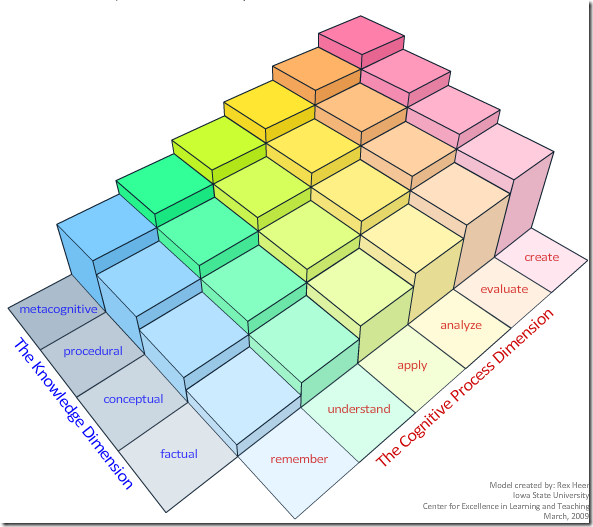 metacognitive
procedural
conceptual
factual
The Knowledge Dimension
remember
understand
apply
analyze
evaluate
create
The Cognitive Process Dimension
Model created by: Rex Heer
Iowa State University
Center for Excellence in Learning and Teaching
March, 2009